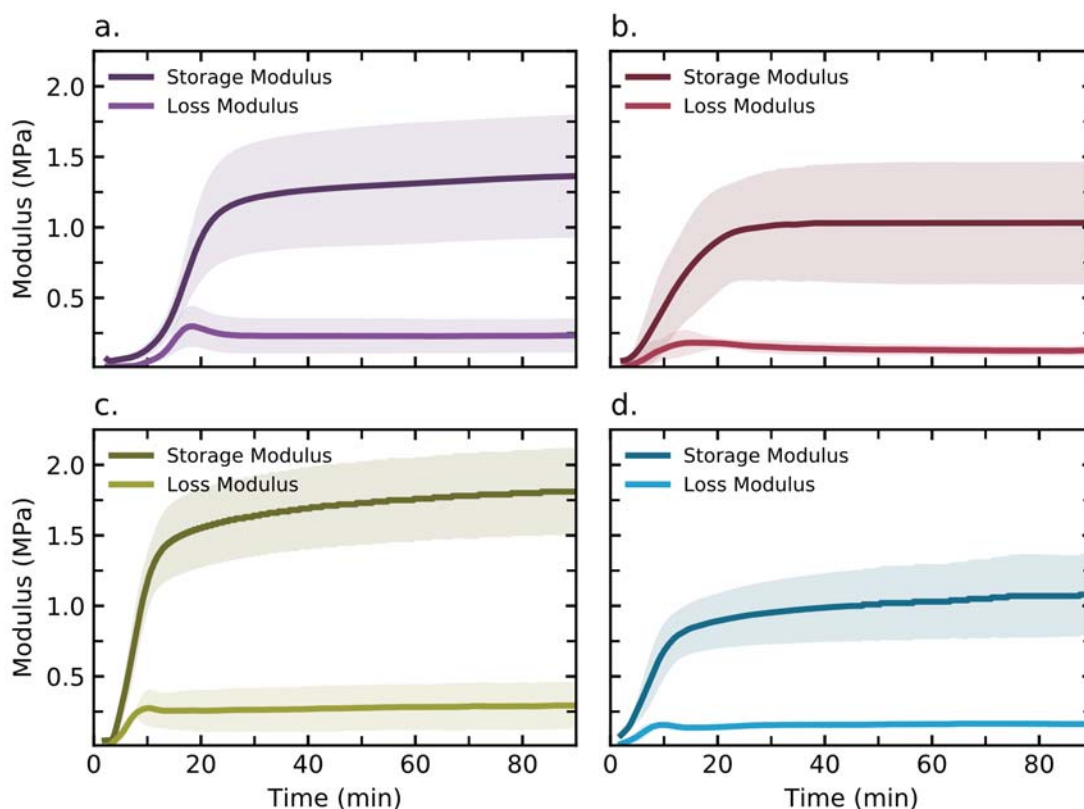 a.
Storage Modulus
Loss Modulus
2.0
1.5
1.0
0.5
Modulus (MPa)
b.
Storage Modulus
Loss Modulus
c.
Storage Modulus
Loss Modulus
2.0
1.5
1.0
0.5
Modulus (MPa)
0 20 40 60 80
Time (min)
d.
Storage Modulus
Loss Modulus
0 20 40 60 80
Time (min)